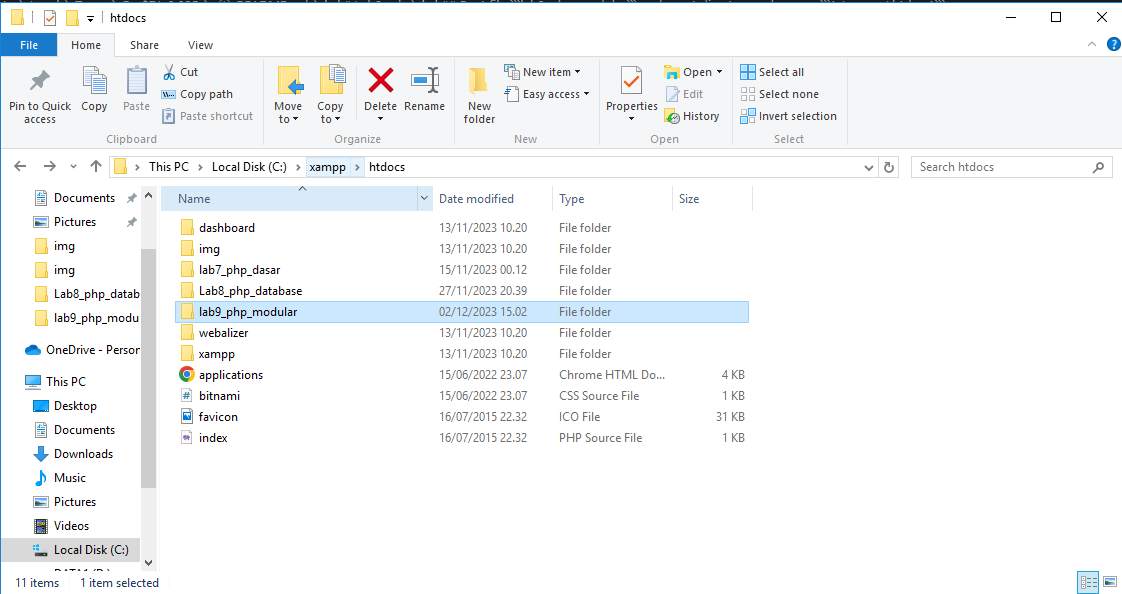 htdocs
File Home Share View
Pin to Quick access
Copy
Paste
Cut
Copy path
Paste shortcut
Clipboard
Move to
Copy to
Delete
Rename
Organize
New folder
New item
Easy access
New
Properties
Open
Edit
History
Open
Select all
Select none
Invert selection
Select
This PC > Local Disk (C:) > xampp > htdocs
Search htdocs
Documents
Pictures
img
img
Lab8_php_datab
lab9_php_modu
OneDrive - Person
This PC
Desktop
Documents
Downloads
Music
Pictures
Videos
Local Disk (C:)
Name Date modified Type Size
dashboard 13/11/2023 10.20 File folder
img 13/11/2023 10.20 File folder
lab7_php_dasar 15/11/2023 00.12 File folder
Lab8_php_database 27/11/2023 20.39 File folder
lab9_php_modular 02/12/2023 15.02 File folder
webalizer 13/11/2023 10.20 File folder
xampp 13/11/2023 10.20 File folder
applications 15/06/2022 23.07 Chrome HTML Do... 4 KB
bitnami 15/06/2022 23.07 CSS Source File 1 KB
favicon 16/07/2015 22.32 ICO File 31 KB
index 16/07/2015 22.32 PHP Source File 1 KB
11 items 1 item selected